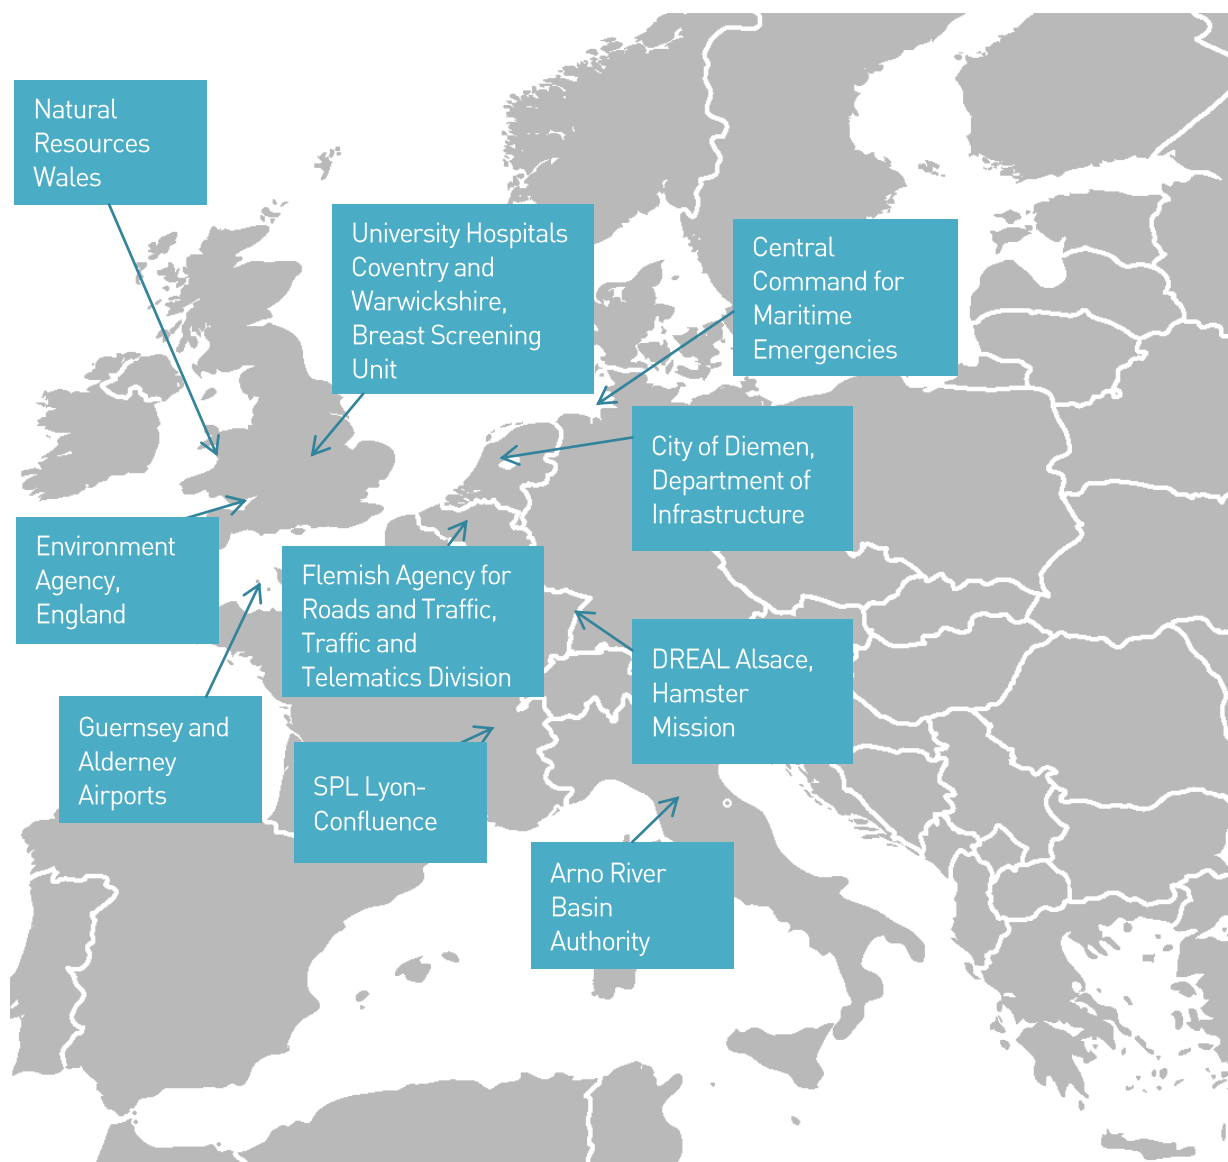 Natural
Resources
Wales
University Hospitals
Coventry and
Warwickshire,
Breast Screening
Unit
Central
Command for
Maritime
Emergencies
City of Diemen,
Department of
Infrastructure
Environment
Agency,
England
Flemish Agency for
Roads and Traffic,
Traffic and
Telematics Division
DREAL Alsace,
Hamster
Mission
Guernsey and
Alderney
Airports
SPL Lyon-
Confluence
Arno River
Basin
Authority